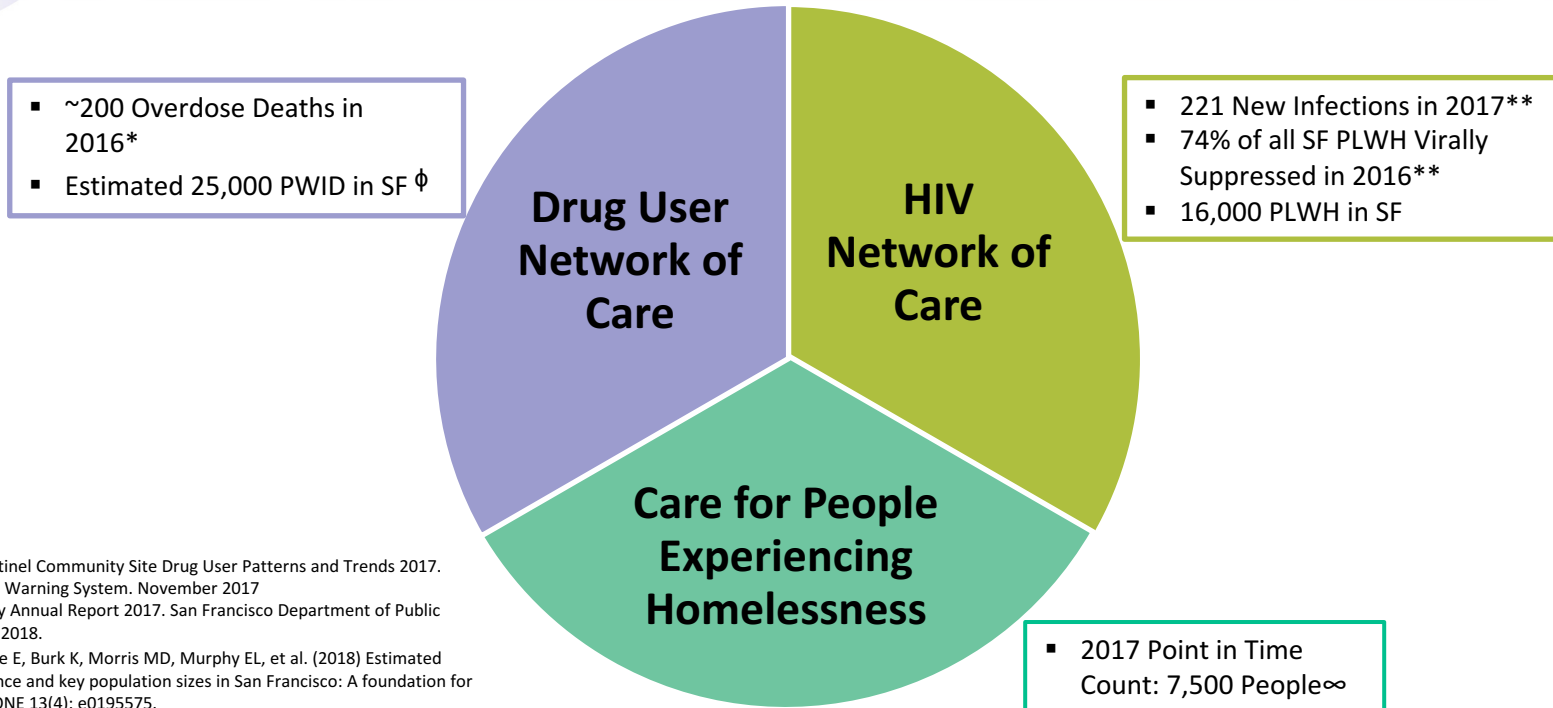 ▪ ~200 Overdose Deaths in
2016*
▪ Estimated 25,000 PWID in SF ϕ
Drug User
Network of
Care
HIV
Network of
Care
▪ 221 New Infections in 2017**
▪ 74% of all SF PLWH Virally
Suppressed in 2016**
▪ 16,000 PLWH in SF
Care for People
Experiencing
Homelessness
▪ 2017 Point in Time
Count: 7,500 People∞
Community Site Drug User Patterns and Trends 2017.
Warning System. November 2017
Annual Report 2017. San Francisco Department of Public
2018.
E, Burk K, Morris MD, Murphy EL, et al. (2018) Estimated
and key population sizes in San Francisco: A foundation for
13(4): e0195575.